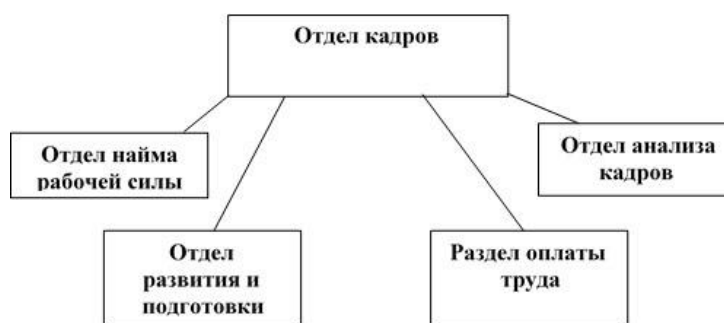 Отдел кадров
Отдел найма
рабочей силы
Отдел анализа
кадров
Отдел
развития и
подготовки
Раздел оплаты
труда